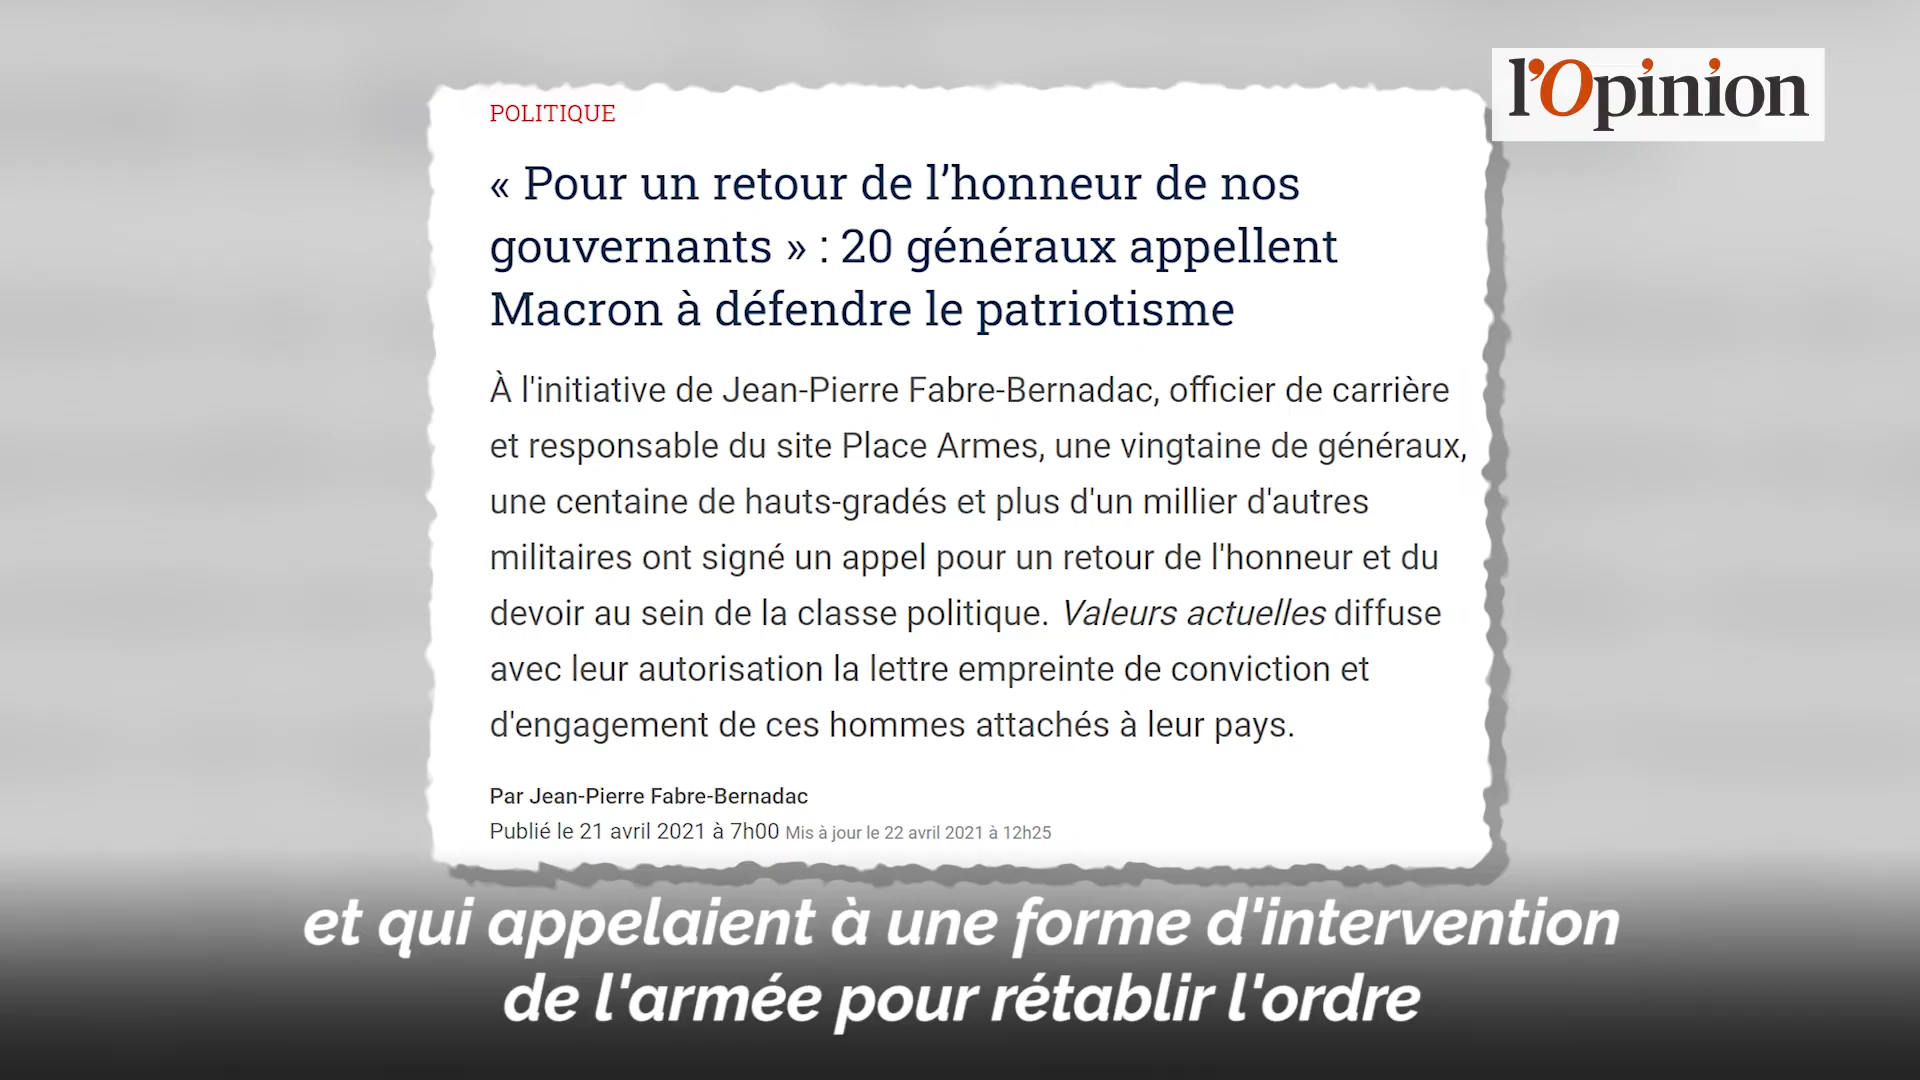 l'Opinion
POLITIQUE
« Pour un retour de l’honneur de nos
gouvernants » : 20 généraux appellent
Macron à défendre le patriotisme
À l'initiative de Jean-Pierre Fabre-Bernadac, officier de carrière
et responsable du site Place Armes, une vingtaine de généraux,
une centaine de hauts-gradés et plus d'un millier d'autres
militaires ont signé un appel pour un retour de l'honneur et du
devoir au sein de la classe politique. Valeurs actuelles diffuse
avec leur autorisation la lettre empreinte de conviction et
d'engagement de ces hommes attachés à leur pays.
Par Jean-Pierre Fabre-Bernadac
Publié le 21 avril 2021 à 7h00 Mis à jour le 22 avril 2021 à 12h25
et qui appelaient à une forme d'intervention
de l'armée pour rétablir l'ordre